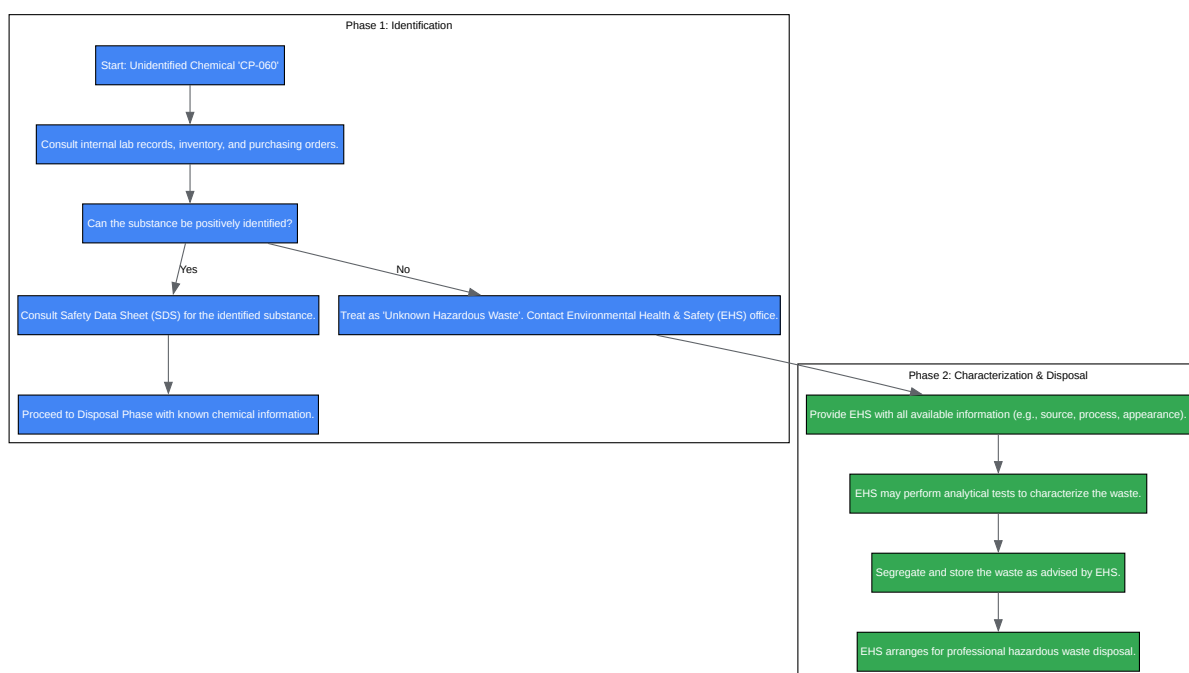 Phase 1: Identification
Start: Unidentified Chemical 'CP-060'
Consult internal lab records, inventory, and purchasing orders.
Can the substance be positively identified?
Yes
No
Consult Safety Data Sheet (SDS) for the identified substance.
Treat as 'Unknown Hazardous Waste'. Contact Environmental Health & Safety (EHS) office.
Proceed to Disposal Phase with known chemical information.
Phase 2: Characterization & Disposal
Provide EHS with all available information (e.g., source, process, appearance).
EHS may perform analytical tests to characterize the waste.
Segregate and store the waste as advised by EHS.
EHS arranges for professional hazardous waste disposal.